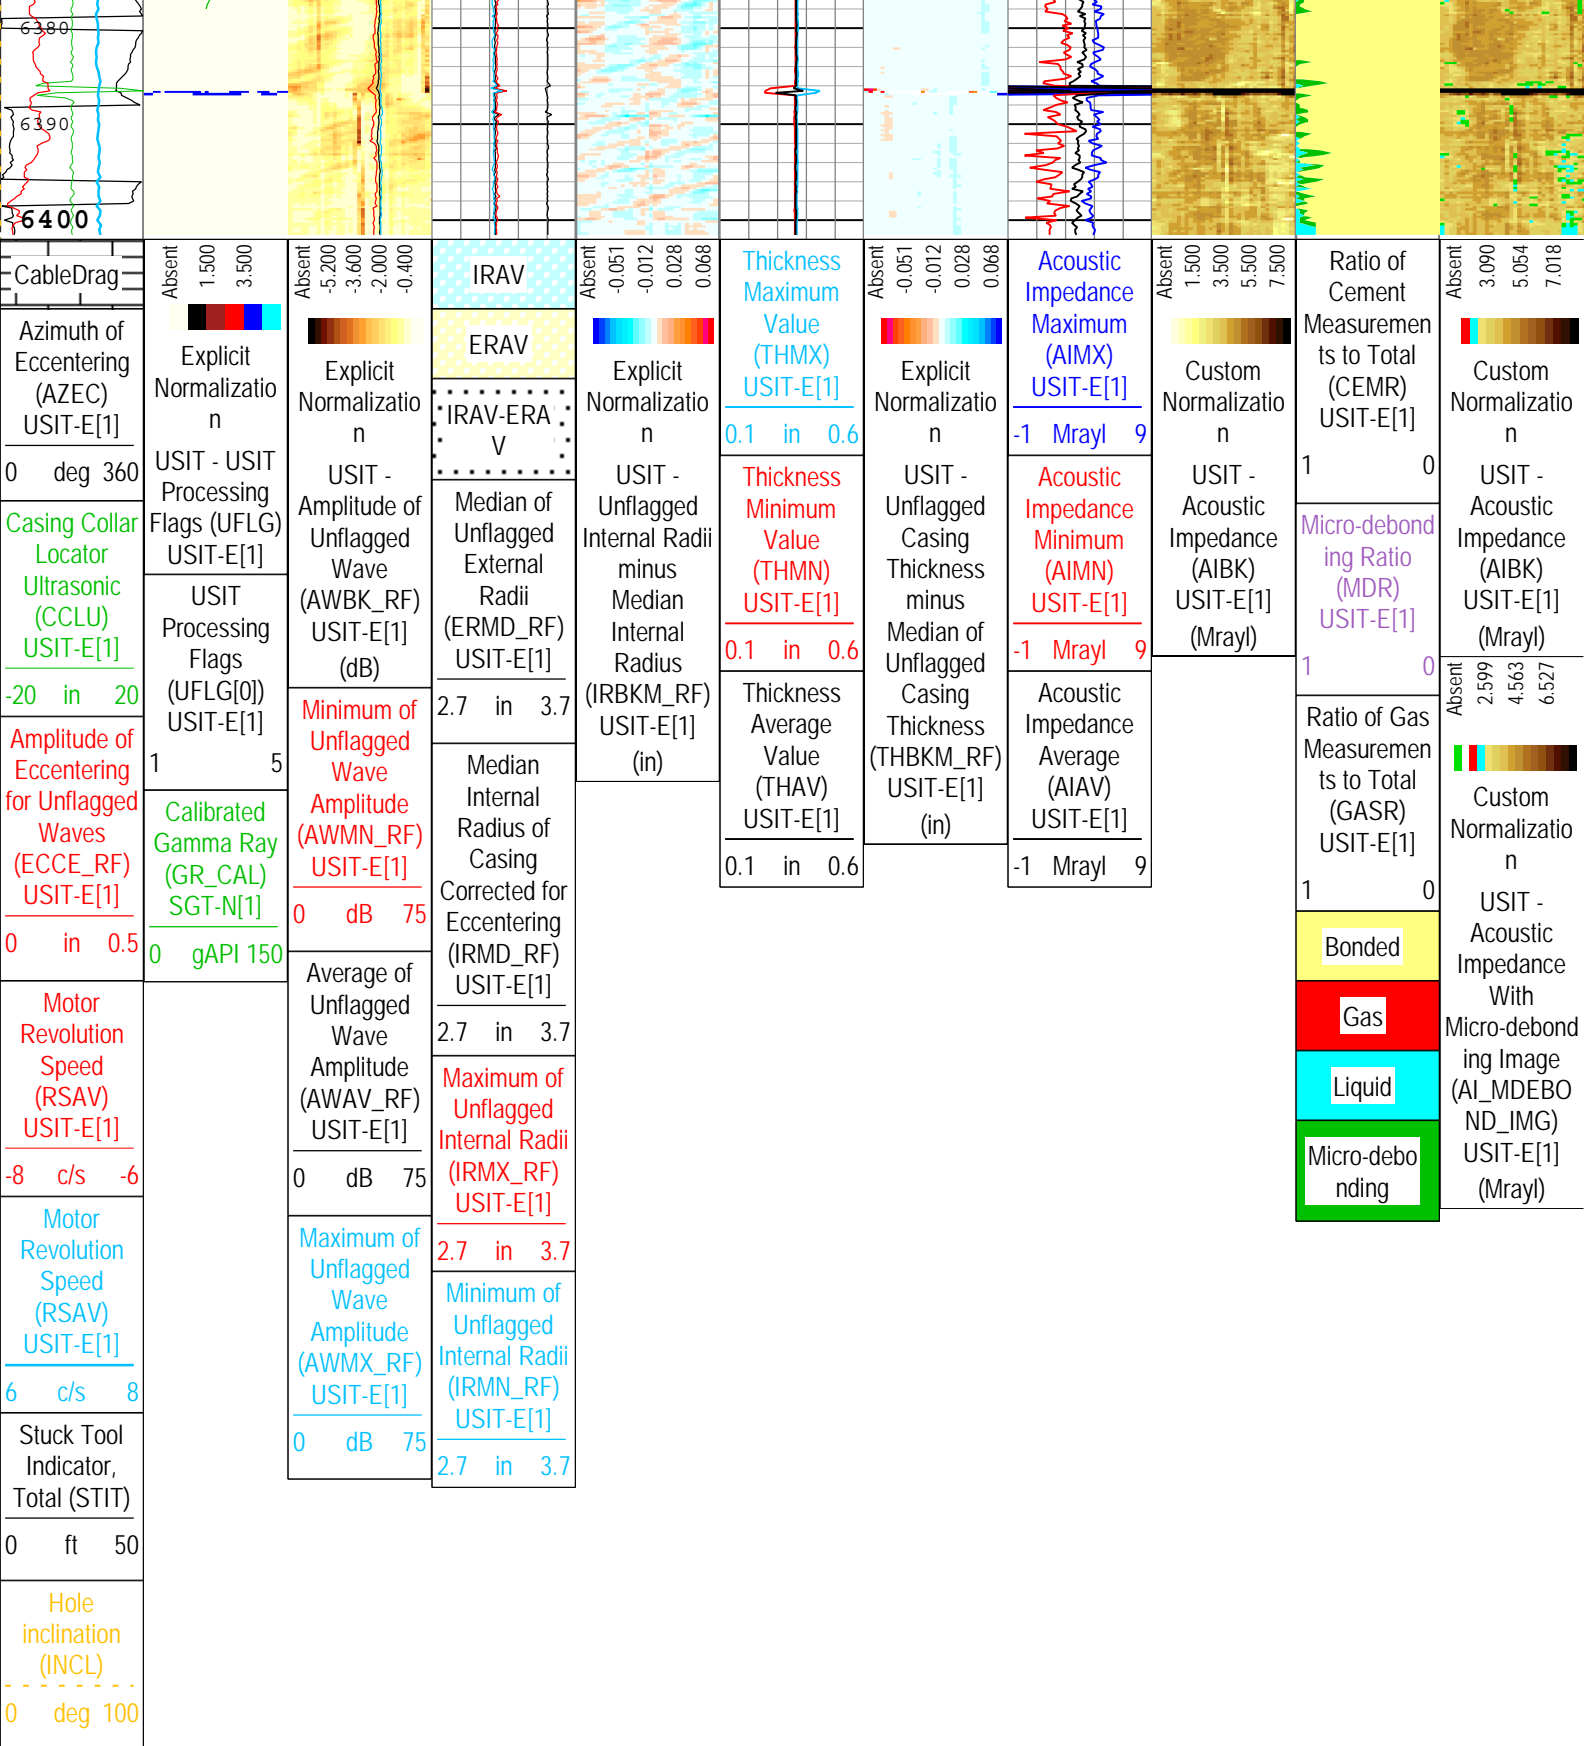 6380
6390
6400
CableDrag
Azimuth of
Eccentering
(AZEC)
USIT-E[1]
0 deg 360
Casing Collar
Locator
Ultrasonic
(CCLU)
USIT-E[1]
-20 in 20
Amplitude of
Eccentering
for Unflagged
Waves
(ECCE_RF)
USIT-E[1]
0 in 0.5
Motor
Revolution
Speed
(RSAV)
USIT-E[1]
-8 c/s -6
Motor
Revolution
Speed
(RSAV)
USIT-E[1]
6 c/s 8
Stuck Tool
Indicator,
Total (STIT)
0 ft 50
Hole
inclination
(INCL)
0 deg 100
Absent
1.500
3.500
Explicit
Normalizatio
n
USIT - USIT
Processing
Flags (UFLG)
USIT-E[1]
USIT
Processing
Flags
(UFLG[0])
USIT-E[1]
1 5
Calibrated
Gamma Ray
(GR_CAL)
SGT-N[1]
0 gAPI 150
Absent
-5.200
-3.600
-2.000
-0.400
Explicit
Normalizatio
n
USIT -
Amplitude of
Unflagged
Wave
(AWBK_RF)
USIT-E[1]
(dB)
Minimum of
Unflagged
Wave
Amplitude
(AWMN_RF)
USIT-E[1]
0 dB 75
Average of
Unflagged
Wave
Amplitude
(AWAV_RF)
USIT-E[1]
0 dB 75
Maximum of
Unflagged
Wave
Amplitude
(AWMX_RF)
USIT-E[1]
0 dB 75
IRAV
ERAV
IRAV-ERA
V
Median of
Unflagged
External
Radii
(ERMD_RF)
USIT-E[1]
2.7 in 3.7
Median
Internal
Radius of
Casing
Corrected for
Eccentering
(IRMD_RF)
USIT-E[1]
2.7 in 3.7
Maximum of
Unflagged
Internal Radii
(IRMX_RF)
USIT-E[1]
2.7 in 3.7
Minimum of
Unflagged
Internal Radii
(IRMN_RF)
USIT-E[1]
2.7 in 3.7
Absent
-0.051
-0.012
0.028
0.068
Explicit
Normalizatio
n
USIT -
Unflagged
Internal Radii
minus
Median
Internal
Radius
(IRBKM_RF)
USIT-E[1]
(in)
Thickness
Maximum
Value
(THMX)
USIT-E[1]
0.1 in 0.6
Thickness
Minimum
Value
(THMN)
USIT-E[1]
0.1 in 0.6
Thickness
Average
Value
(THAV)
USIT-E[1]
0.1 in 0.6
Absent
-0.051
-0.012
0.028
0.068
Explicit
Normalizatio
n
USIT -
Unflagged
Casing
Thickness
minus
Median of
Unflagged
Casing
Thickness
(THBKM_RF)
USIT-E[1]
(in)
Acoustic
Impedance
Maximum
(AIMX)
USIT-E[1]
-1 Mrayl 9
Acoustic
Impedance
Minimum
(AIMN)
USIT-E[1]
-1 Mrayl 9
Acoustic
Impedance
Average
(AIAV)
USIT-E[1]
-1 Mrayl 9
Absent
1.500
3.500
5.500
7.500
Custom
Normalizatio
n
USIT -
Acoustic
Impedance
(AIBK)
USIT-E[1]
(Mrayl)
Ratio of
Cement
Measuremen
ts to Total
(CEMR)
USIT-E[1]
1 0
Micro-debond
ing Ratio
(MDR)
USIT-E[1]
1 0
Ratio of Gas
Measuremen
ts to Total
(GASR)
USIT-E[1]
1 0
Bonded
Gas
Liquid
Micro-debo
nding
Absent
3.090
5.054
7.018
Custom
Normalizatio
n
USIT -
Acoustic
Impedance
(AIBK)
USIT-E[1]
(Mrayl)
Absent
2.599
4.563
6.527
Custom
Normalizatio
n
USIT -
Acoustic
Impedance
With
Micro-debond
ing Image
(AI_MDEBO
ND_IMG)
USIT-E[1]
(Mrayl)